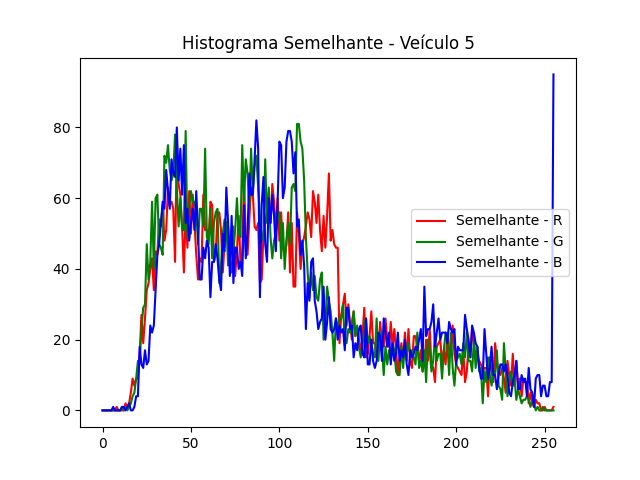 Histograma Semelhante - Veículo 5
80
60
40
20
0
Semelhante - R
Semelhante - G
Semelhante - B
0 50 100 150 200 250